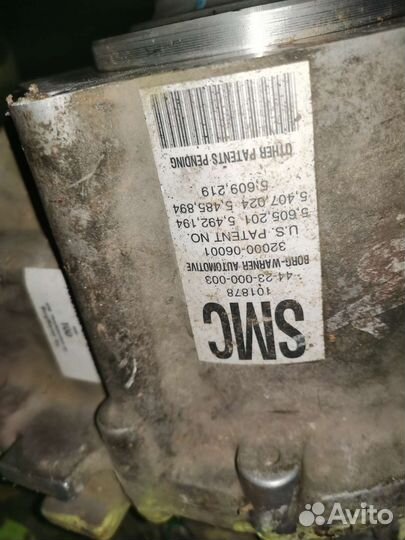 SMC
101878
44-23-000-003
BORG-WARNER AUTOMOTIVE
32000-06001
U.S. PATENT NO.
5,605,201 5,492,194
5,407,024 5,485,894
5,609,219
OTHER PATENTS PENDING
Avito